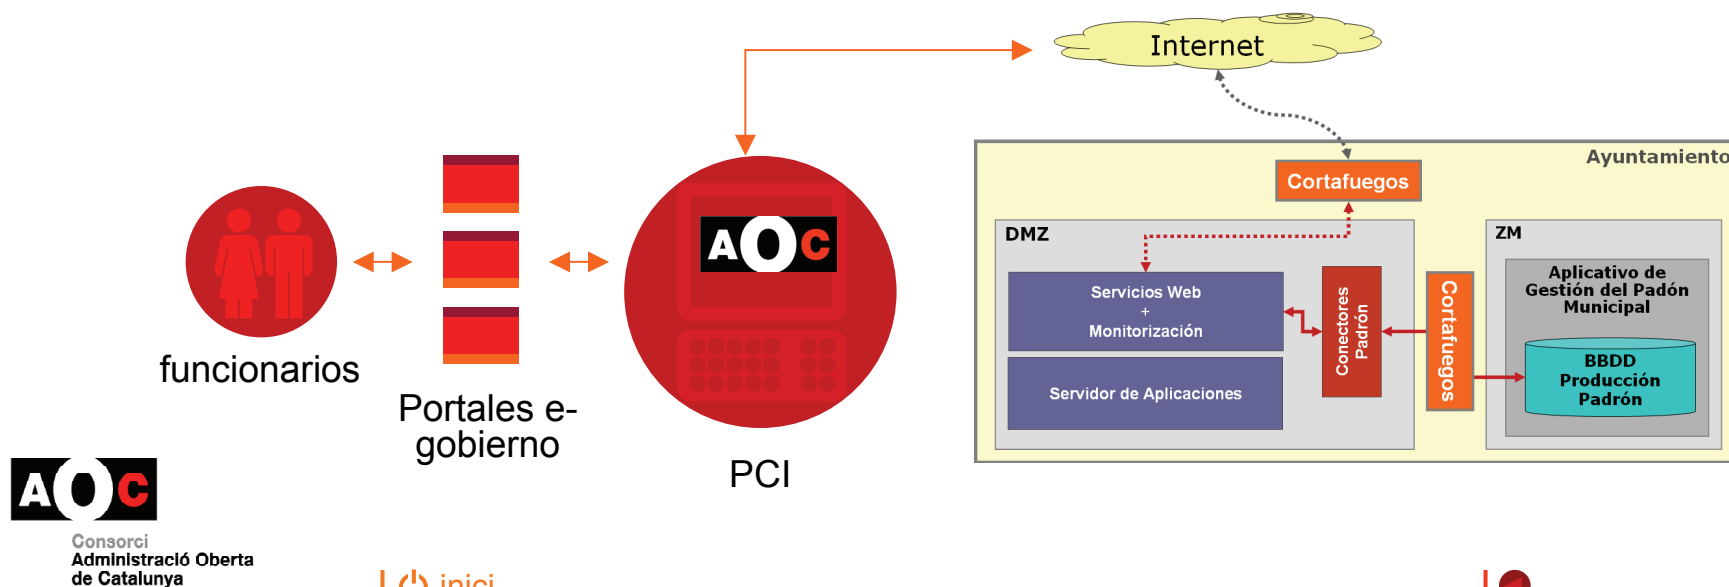 Internet
Ayuntamiento
Cortafuegos
DMZ
ZM
AOC
Servicios Web
+
Monitorización
Servidor de Aplicaciones
Conectores
Padrón
Cortafuegos
Aplicativo de
Gestión del Padón
Municipal
BBDD
Producción
Padrón
funcionarios
Portales e-
gobierno
PCI
AOC
Consorci
Administració Oberta
de Catalunya
inici